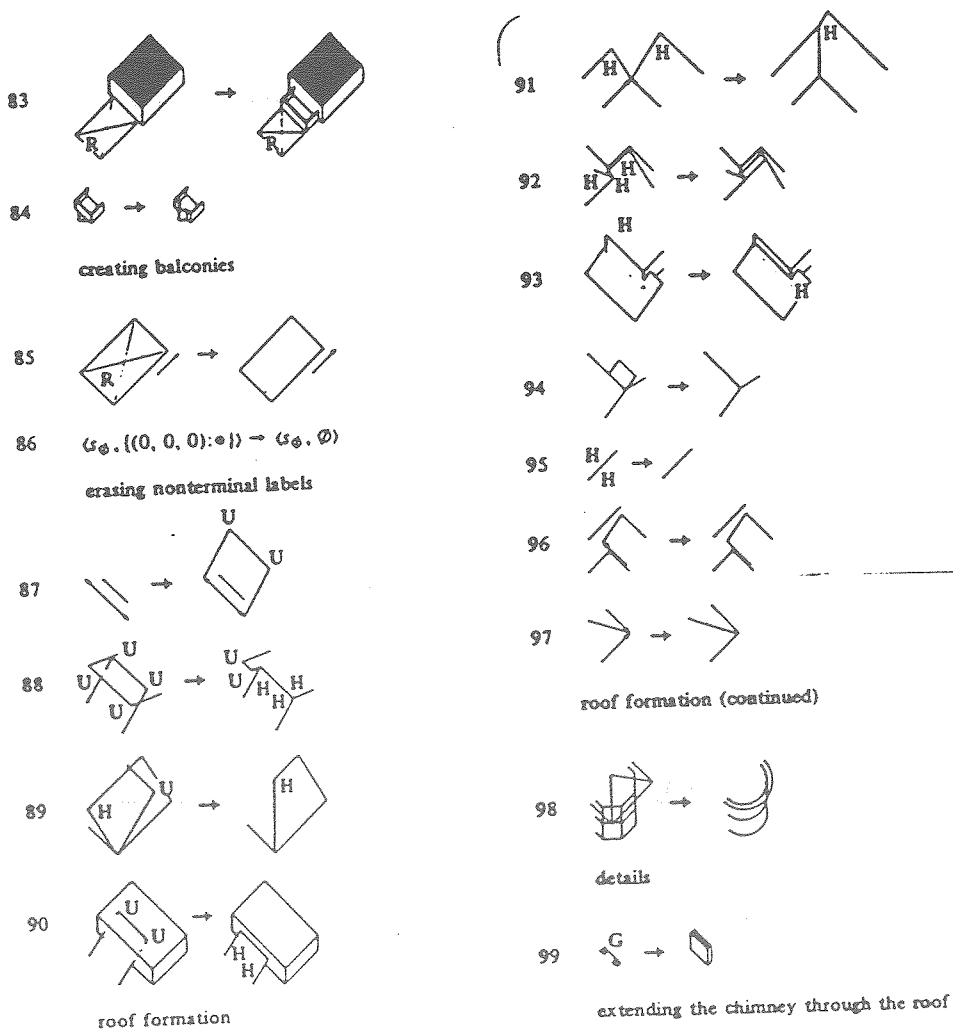 83
R
R
84
creating balconies
85
R
86 ⟨s∅, {(0, 0, 0):●}⟩ → ⟨s∅, ∅⟩
erasing nonterminal labels
87
U
U
88
U
U
U
U
U
U
H
H
H
89
H
U
H
90
U
U
H
H
roof formation
91
H
H
H
92
H
H
H
93
H
H
94
95
H
H
96
97
roof formation (continued)
98
details
99
G
extending the chimney through the roof